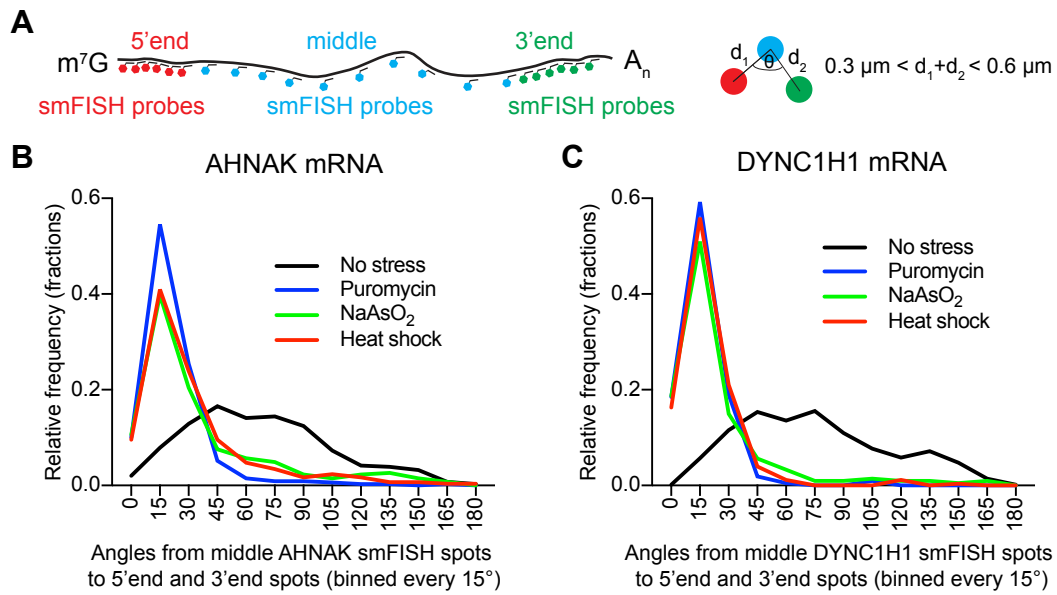 A
5’end
middle
3’end
m⁷G
Aₙ
smFISH probes
smFISH probes
smFISH probes
d₁
θ
d₂
0.3 µm < d₁+d₂ < 0.6 µm
B
AHNAK mRNA
Relative frequency (fractions)
0.6
0.4
0.2
0.0
No stress
Puromycin
NaAsO₂
Heat shock
0 15 30 45 60 75 90 105 120 135 150 165 180
Angles from middle AHNAK smFISH spots
to 5’end and 3’end spots (binned every 15°)
C
DYNC1H1 mRNA
Relative frequency (fractions)
0.6
0.4
0.2
0.0
No stress
Puromycin
NaAsO₂
Heat shock
0 15 30 45 60 75 90 105 120 135 150 165 180
Angles from middle DYNC1H1 smFISH spots
to 5’end and 3’end spots (binned every 15°)